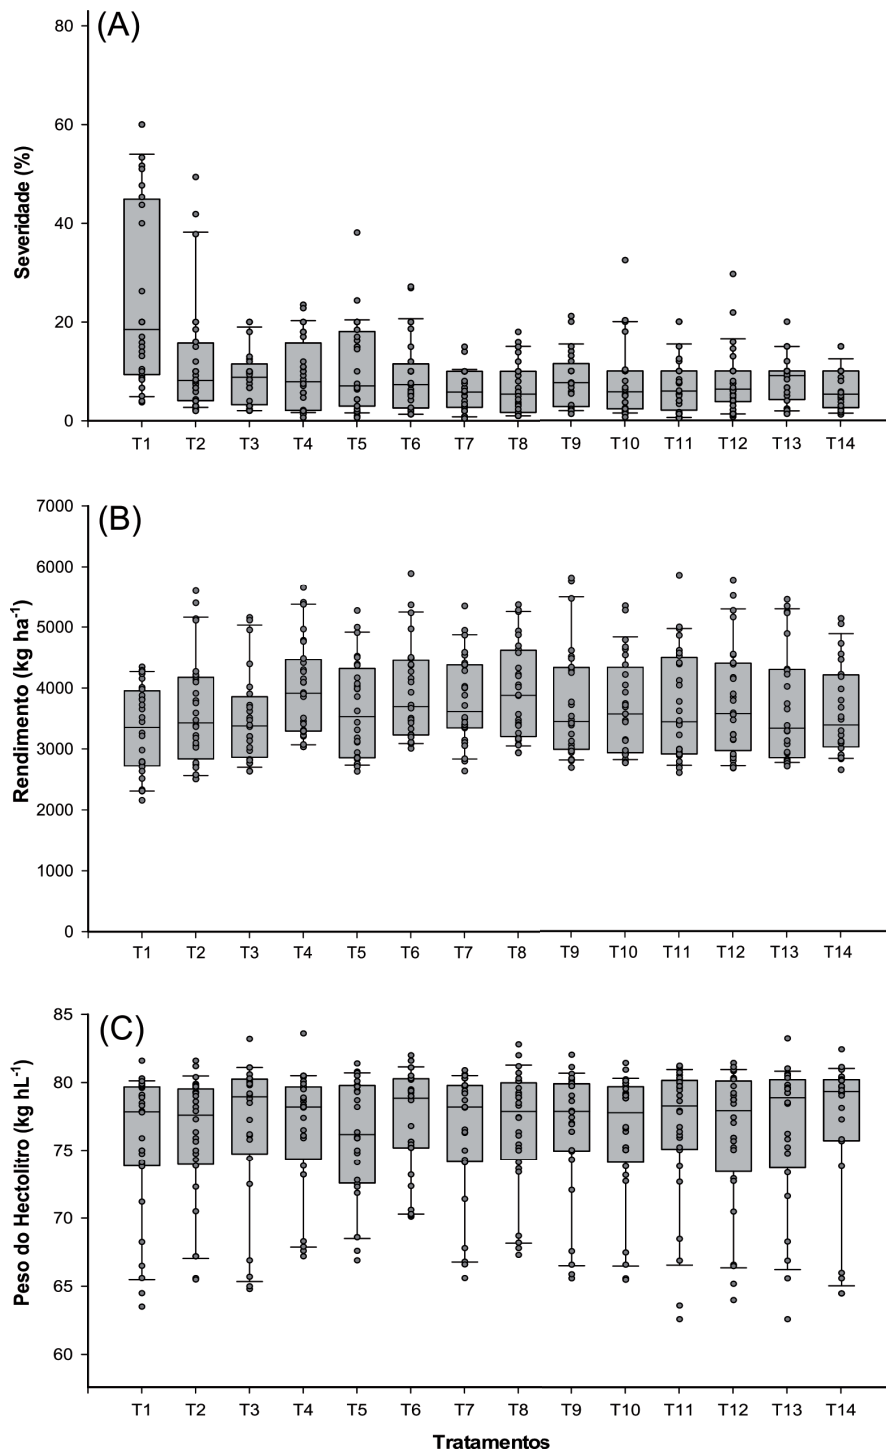 (A)
Severidade (%)
80
60
40
20
0
T1 T2 T3 T4 T5 T6 T7 T8 T9 T10 T11 T12 T13 T14
(B)
Rendimento (kg ha⁻¹)
7000
6000
5000
4000
3000
2000
1000
0
T1 T2 T3 T4 T5 T6 T7 T8 T9 T10 T11 T12 T13 T14
(C)
Peso do Hectolitro (kg hL⁻¹)
85
80
75
70
65
60
T1 T2 T3 T4 T5 T6 T7 T8 T9 T10 T11 T12 T13 T14
Tratamentos